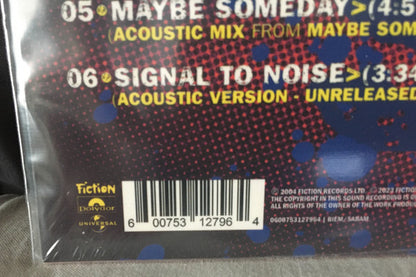 05 MAYBE SOMEDAY>(4:5
(ACOUSTIC MIX FROM MAYBE SOM
06 SIGNAL TO NOISE>(3:34
(ACOUSTIC VERSION - UNRELEASED
Fiction
polydor
UNIVERSAL
6 00753 12796 4
℗ 2004 FICTION RECORDS LTD. © 2023 FICTION
THE COPYRIGHT IN THIS SOUND RECORDING IS O
ALL RIGHTS OF THE OWNER OF THE WORK PRODU
0600753127964 | BIEM/SABAM